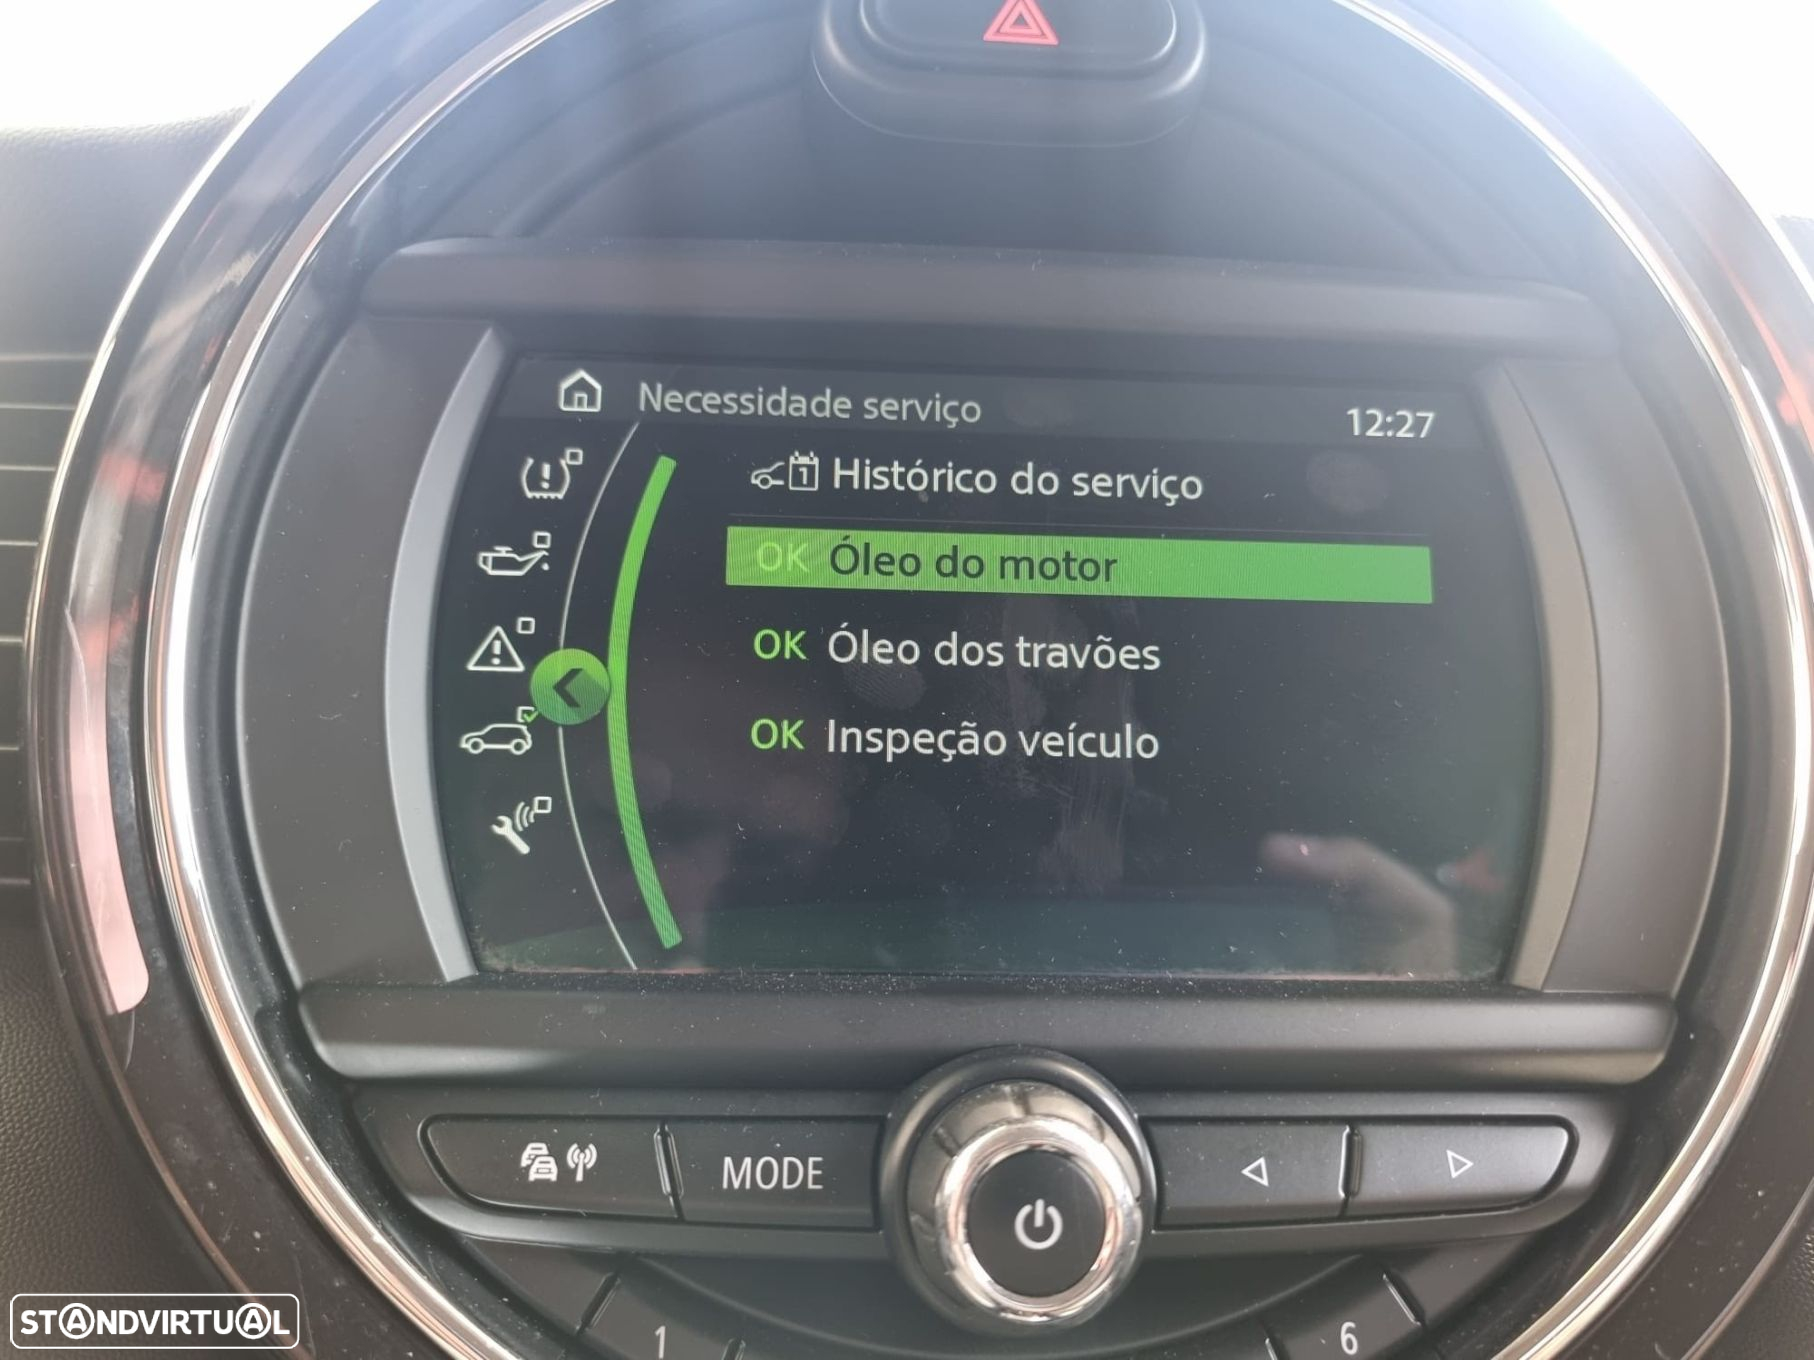 Necessidade serviço
12:27
1 Histórico do serviço
OK Óleo do motor
OK Óleo dos travões
OK Inspeção veículo
MODE
1
6
STANDVIRTUAL